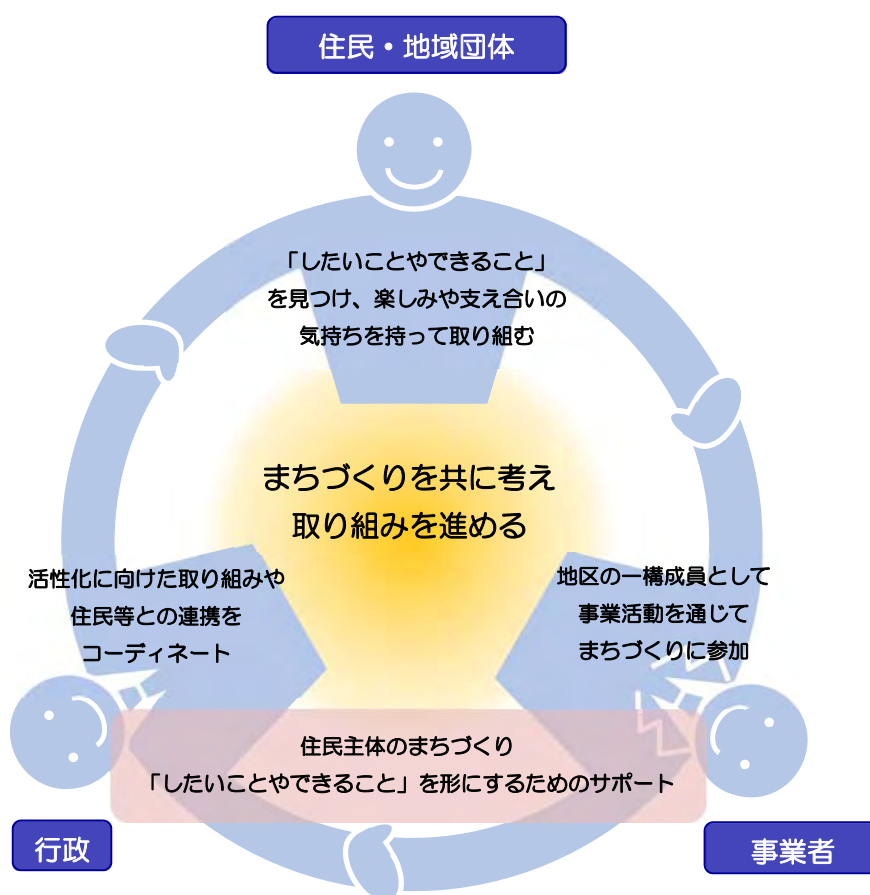 住民・地域団体
「したいことやできること」
を見つけ、楽しみや支え合いの
気持ちを持って取り組む
まちづくりを共に考え
取り組みを進める
活性化に向けた取り組みや
住民等との連携を
コーディネート
地区の一構成員として
事業活動を通じて
まちづくりに参加
住民主体のまちづくり
「したいことやできること」を形にするためのサポート
行政
事業者